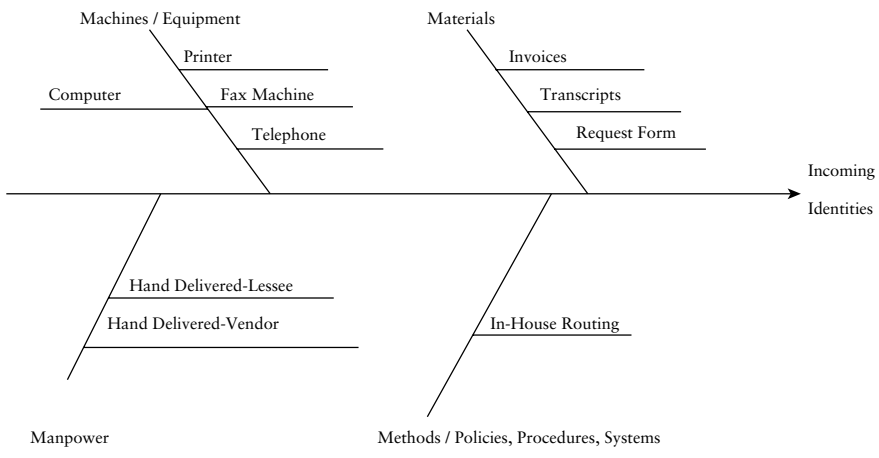 Machines / Equipment
Materials
Printer
Invoices
Computer
Fax Machine
Transcripts
Telephone
Request Form
Incoming
Identities
Hand Delivered-Lessee
Hand Delivered-Vendor
In-House Routing
Manpower
Methods / Policies, Procedures, Systems